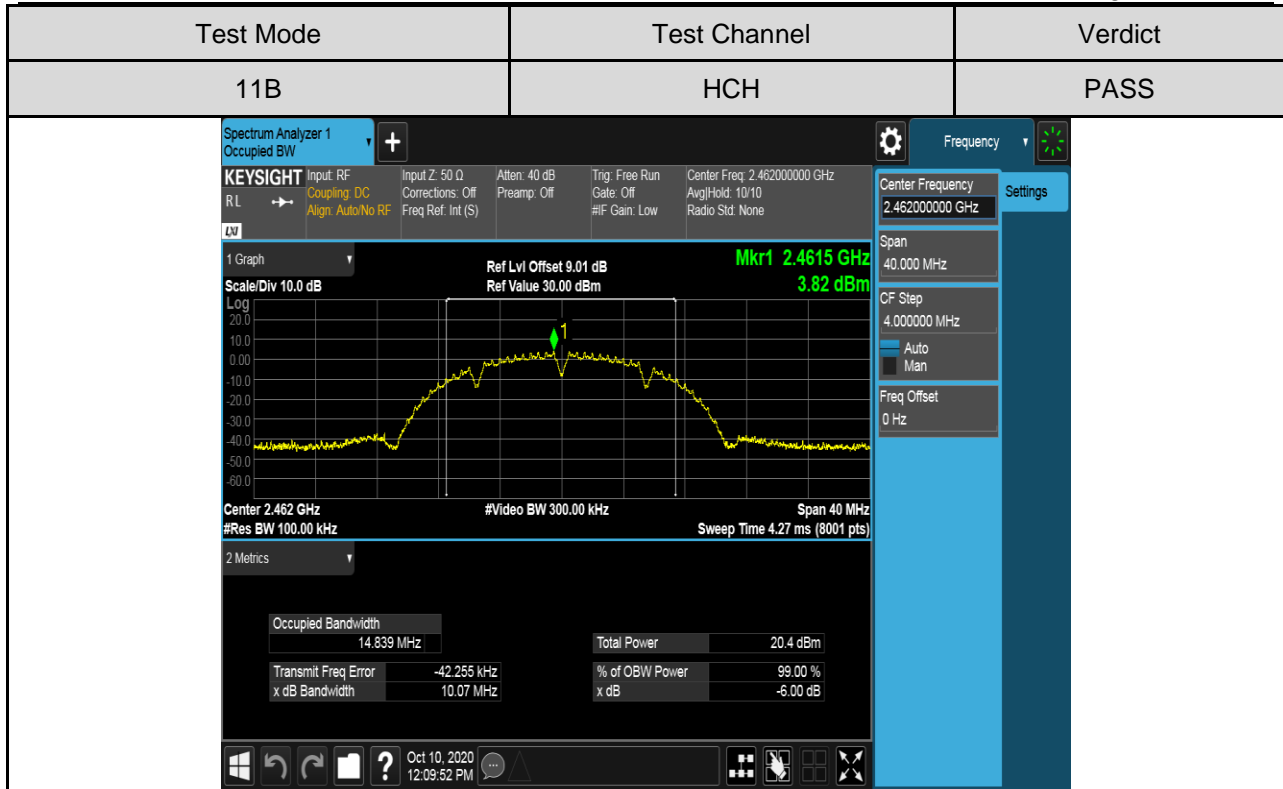 Test Mode Test Channel Verdict
11B HCH PASS
Spectrum Analyzer 1
Occupied BW
+
Frequency
KEYSIGHT Input: RF Input Z: 50 Ω Atten: 40 dB Trig: Free Run Center Freq: 2.462000000 GHz
RL Coupling: DC Corrections: Off Preamp: Off Gate: Off Avg|Hold: 10/10
Align: Auto/No RF Freq Ref: Int (S) #IF Gain: Low Radio Std: None
LXI
Center Frequency
2.462000000 GHz
Settings
Span
40.000 MHz
CF Step
4.000000 MHz
Auto
Man
Freq Offset
0 Hz
1 Graph
Ref Lvl Offset 9.01 dB
Mkr1 2.4615 GHz
Scale/Div 10.0 dB Ref Value 30.00 dBm 3.82 dBm
Log
20.0
10.0
0.00
-10.0
-20.0
-30.0
-40.0
-50.0
-60.0
1
Center 2.462 GHz #Video BW 300.00 kHz Span 40 MHz
#Res BW 100.00 kHz Sweep Time 4.27 ms (8001 pts)
2 Metrics
Occupied Bandwidth
14.839 MHz Total Power 20.4 dBm
Transmit Freq Error -42.255 kHz % of OBW Power 99.00 %
x dB Bandwidth 10.07 MHz x dB -6.00 dB
? Oct 10, 2020
12:09:52 PM